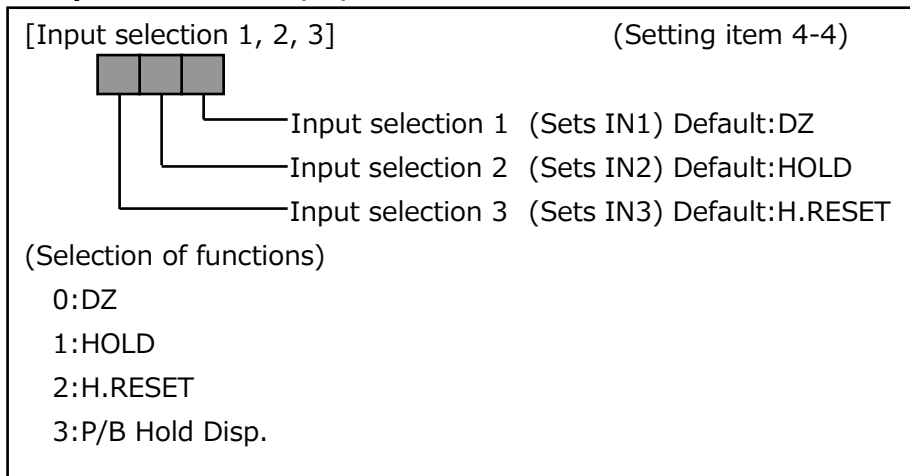 [Input selection 1, 2, 3] (Setting item 4-4)
Input selection 1 (Sets IN1) Default:DZ
Input selection 2 (Sets IN2) Default:HOLD
Input selection 3 (Sets IN3) Default:H.RESET
(Selection of functions)
0:DZ
1:HOLD
2:H.RESET
3:P/B Hold Disp.